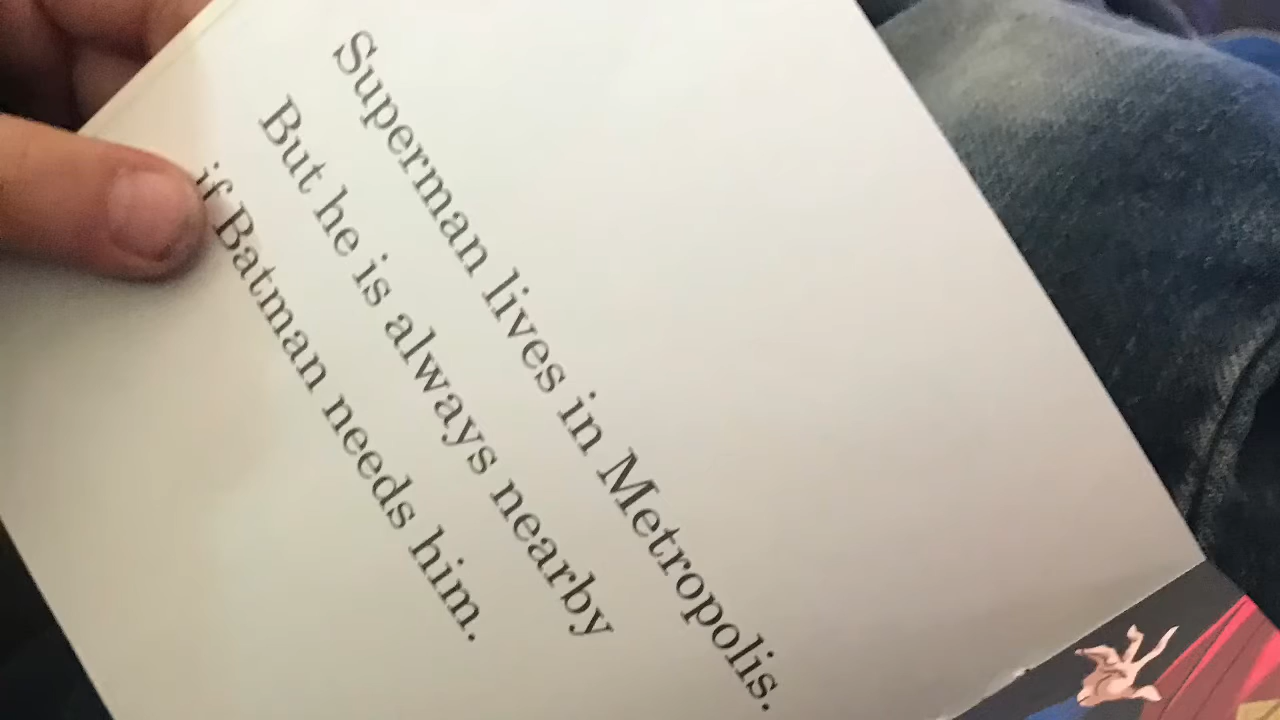 Superman lives in Metropolis.
But he is always nearby
if Batman needs him.